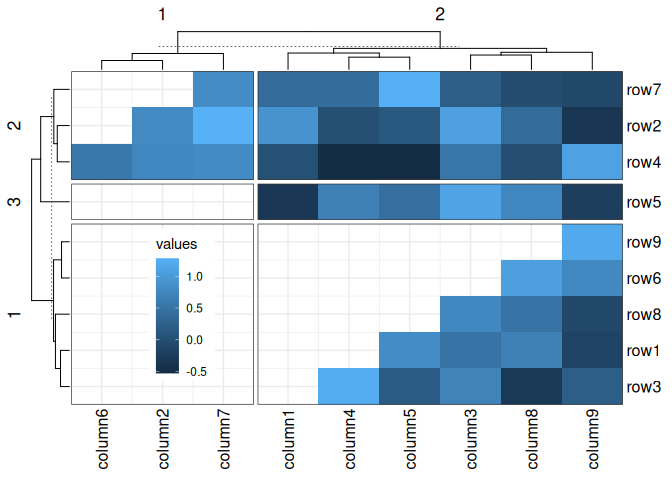 1 2
row7
2 row2
row4
3 row5
row9
values
row6
1.0
0.5
row8
1
0.0
row1
-0.5
row3
column6 column2 column7 column1 column4 column5 column3 column8 column9